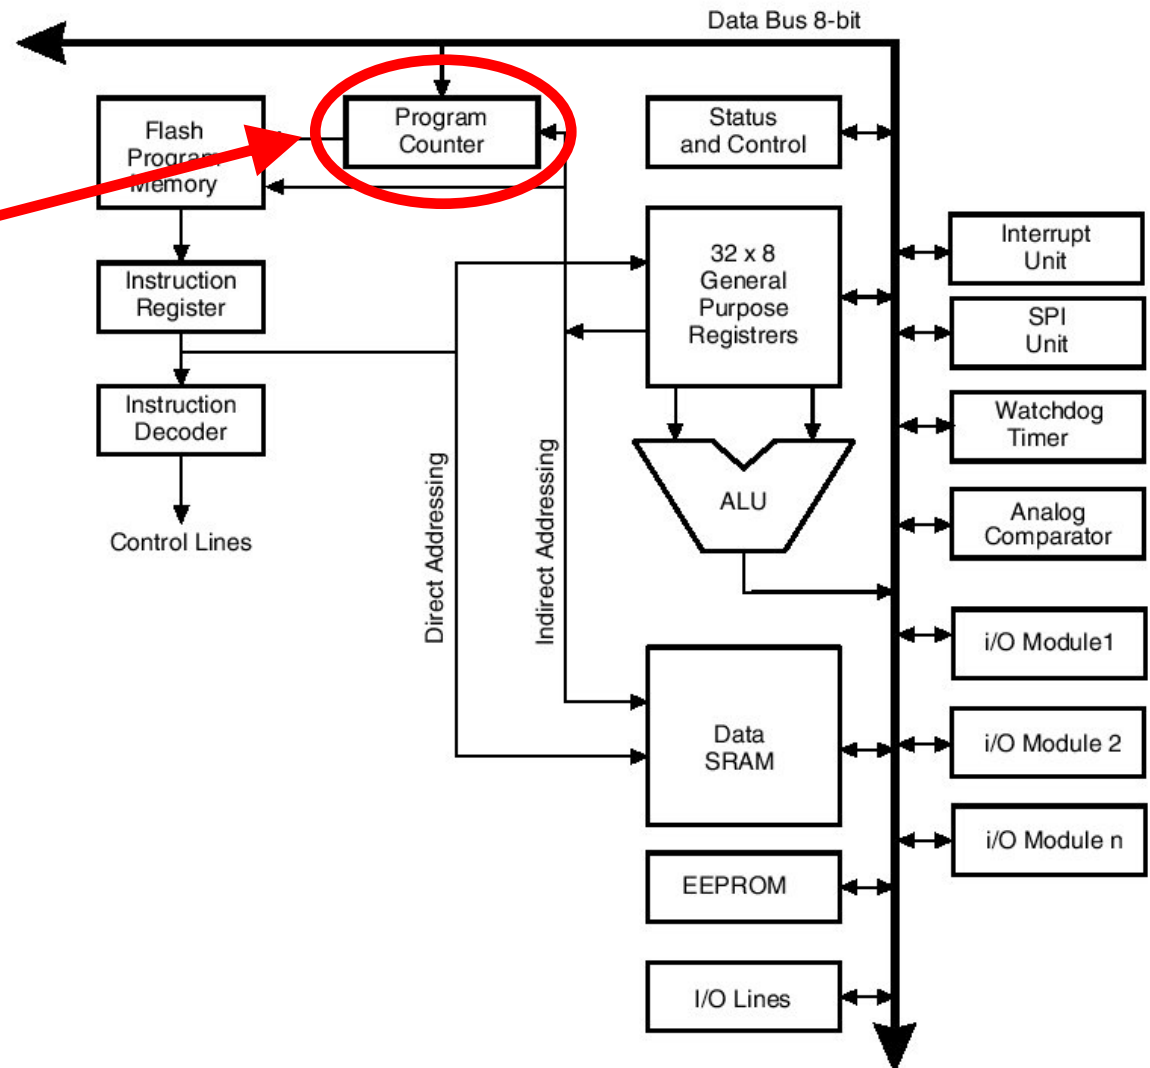 Data Bus 8-bit
Flash
Program
Memory
Program
Counter
Status
and Control
32 x 8
General
Purpose
Registrers
Interrupt
Unit
Instruction
Register
SPI
Unit
Instruction
Decoder
Watchdog
Timer
Control Lines
Direct Addressing
Indirect Addressing
ALU
Analog
Comparator
i/O Module1
Data
SRAM
i/O Module 2
i/O Module n
EEPROM
I/O Lines